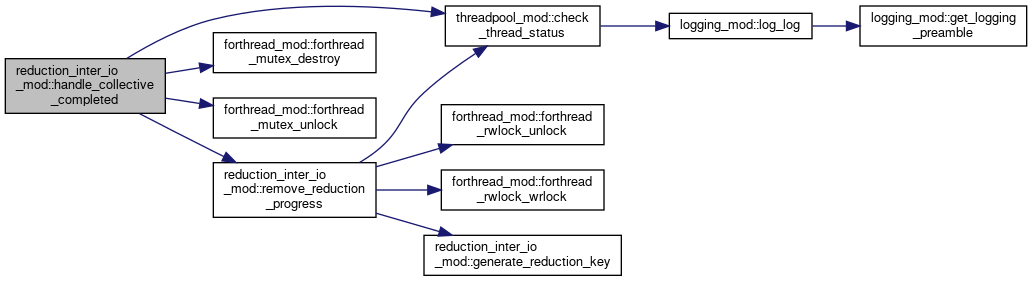 reduction_inter_io
_mod::handle_collective
_completed
forthread_mod::forthread
_mutex_destroy
forthread_mod::forthread
_mutex_unlock
reduction_inter_io
_mod::remove_reduction
_progress
threadpool_mod::check
_thread_status
forthread_mod::forthread
_rwlock_unlock
forthread_mod::forthread
_rwlock_wrlock
reduction_inter_io
_mod::generate_reduction_key
logging_mod::log_log
logging_mod::get_logging
_preamble